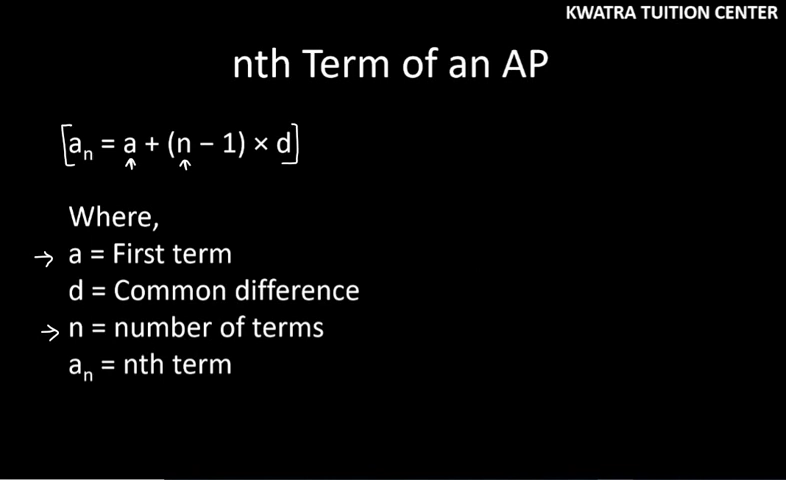 KWATRA TUITION CENTER
nth Term of an AP
[aₙ = a + (n − 1) × d]
Where,
→ a = First term
d = Common difference
→ n = number of terms
aₙ = nth term